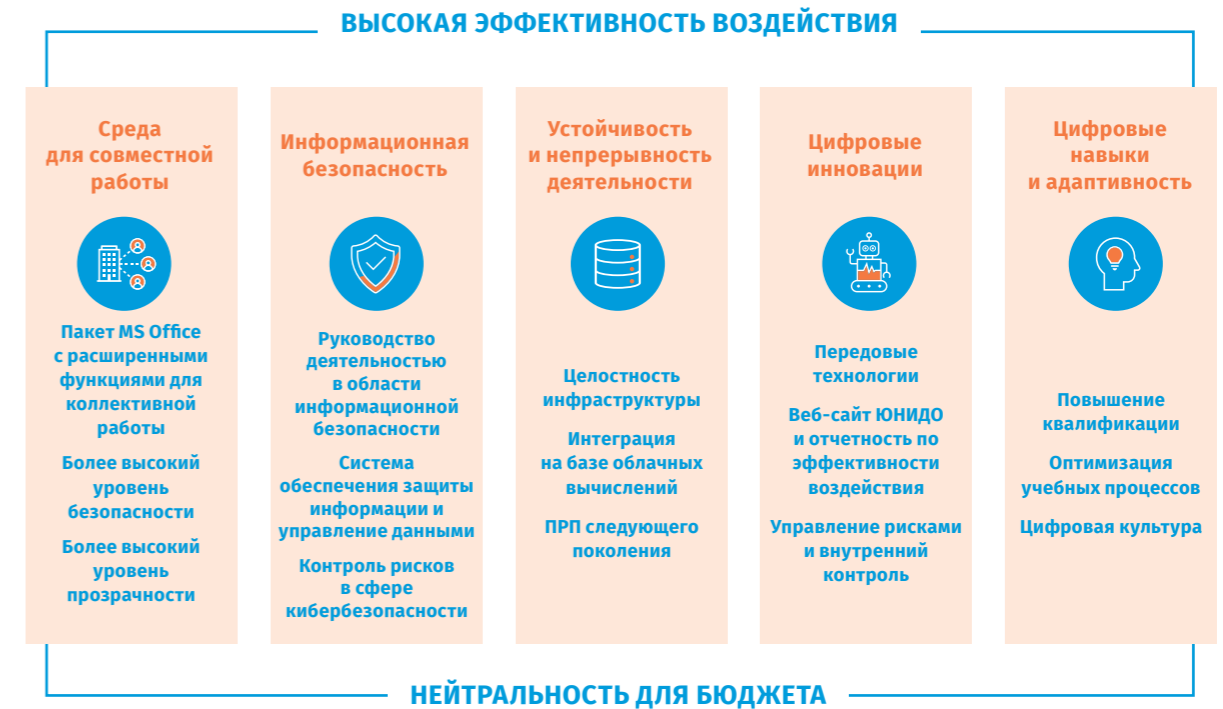 ВЫСОКАЯ ЭФФЕКТИВНОСТЬ ВОЗДЕЙСТВИЯ
Среда
для совместной
работы
Пакет MS Office
с расширенными
функциями для
коллективной
работы
Более высокий
уровень
безопасности
Более высокий
уровень
прозрачности
Информационная
безопасность
Руководство
деятельностью
в области
информационной
безопасности
Система
обеспечения защиты
информации и
управление данными
Контроль рисков
в сфере
кибербезопасности
Устойчивость
и непрерывность
деятельности
Целостность
инфраструктуры
Интеграция
на базе облачных
вычислений
ПРП следующего
поколения
Цифровые
инновации
Передовые
технологии
Веб-сайт ЮНИДО
и отчетность по
эффективности
воздействия
Управление рисками
и внутренний
контроль
Цифровые
навыки
и адаптивность
Повышение
квалификации
Оптимизация
учебных процессов
Цифровая культура
НЕЙТРАЛЬНОСТЬ ДЛЯ БЮДЖЕТА